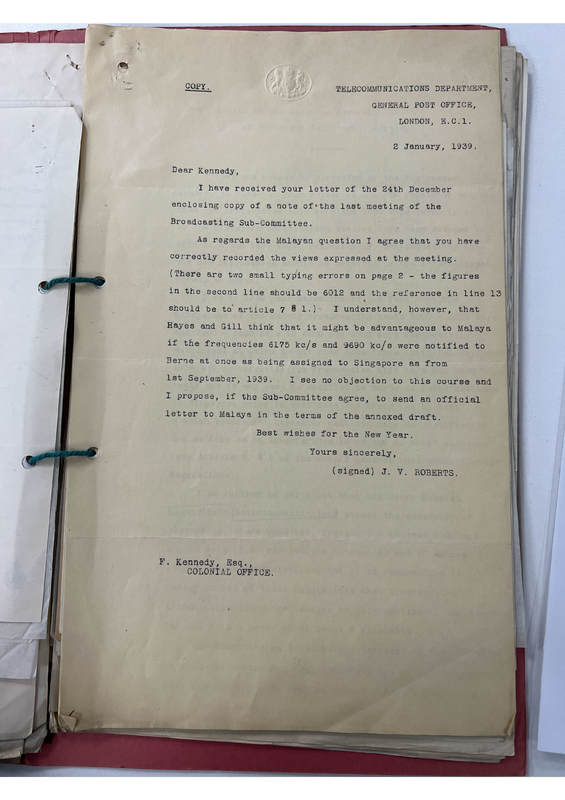 COPY.
TELECOMMUNICATIONS DEPARTMENT,
GENERAL POST OFFICE,
LONDON, E.C.1.
2 January, 1939.
Dear Kennedy,
I have received your letter of the 24th December
enclosing copy of a note of the last meeting of the
Broadcasting Sub-Committee.
As regards the Malayan question I agree that you have
correctly recorded the views expressed at the meeting.
(There are two small typing errors on page 2 - the figures
in the second line should be 6012 and the reference in line 13
should be to article 7 § 1.) I understand, however, that
Hayes and Gill think that it might be advantageous to Malaya
if the frequencies 6175 kc/s and 9690 kc/s were notified to
Berne at once as being assigned to Singapore as from
1st September, 1939. I see no objection to this course and
I propose, if the Sub-Committee agree, to send an official
letter to Malaya in the terms of the annexed draft.
Best wishes for the New Year.
Yours sincerely,
(signed) J. V. ROBERTS.
F. Kennedy, Esq.,
COLONIAL OFFICE.